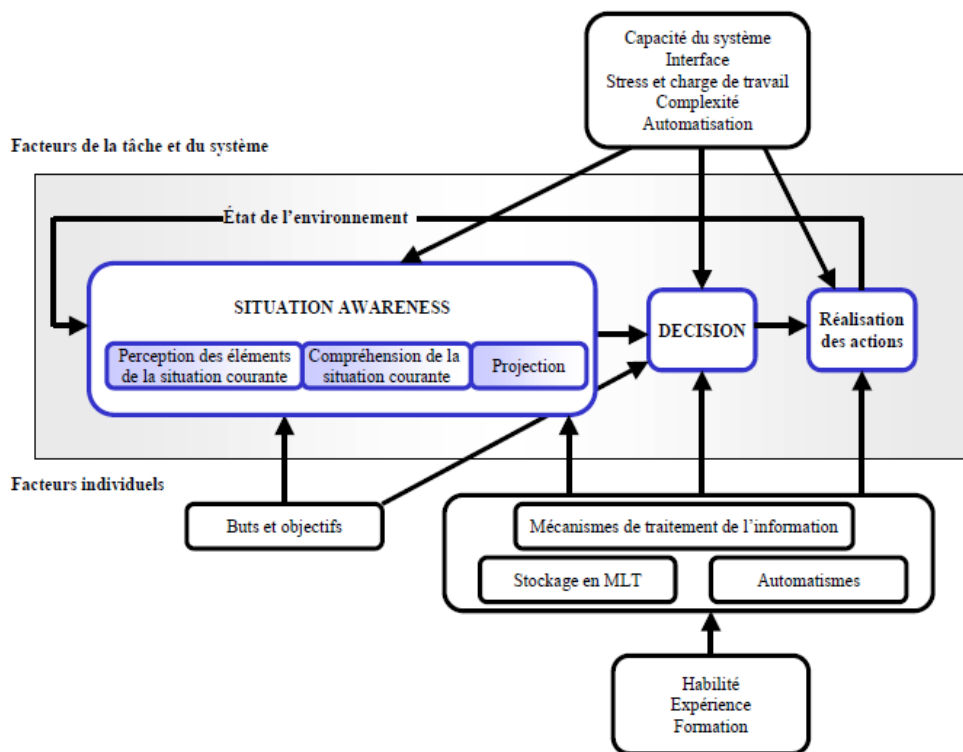 Capacité du système
Interface
Stress et charge de travail
Complexité
Automatisation
Facteurs de la tâche et du système
État de l’environnement
SITUATION AWARENESS
Perception des éléments
de la situation courante
Compréhension de la
situation courante
Projection
DECISION
Réalisation
des actions
Facteurs individuels
Buts et objectifs
Mécanismes de traitement de l’information
Stockage en MLT
Automatismes
Habilité
Expérience
Formation